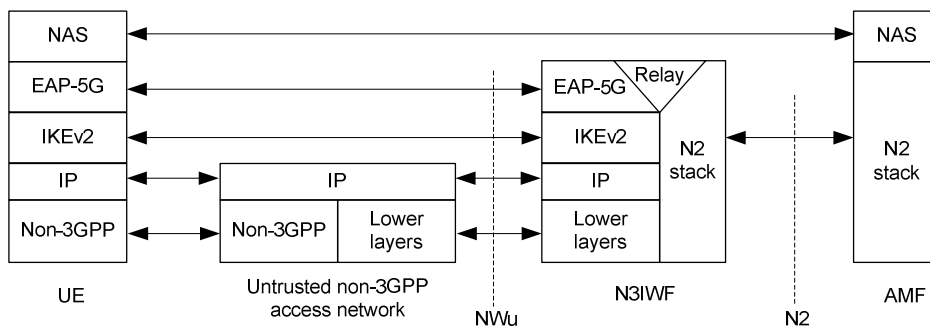 NAS
NAS
EAP-5G
EAP-5G
Relay
IKEv2
IKEv2
N2
stack
N2
stack
IP
IP
IP
Non-3GPP
Non-3GPP
Lower
layers
Lower
layers
UE
Untrusted non-3GPP
access network
NWu
N3IWF
N2
AMF